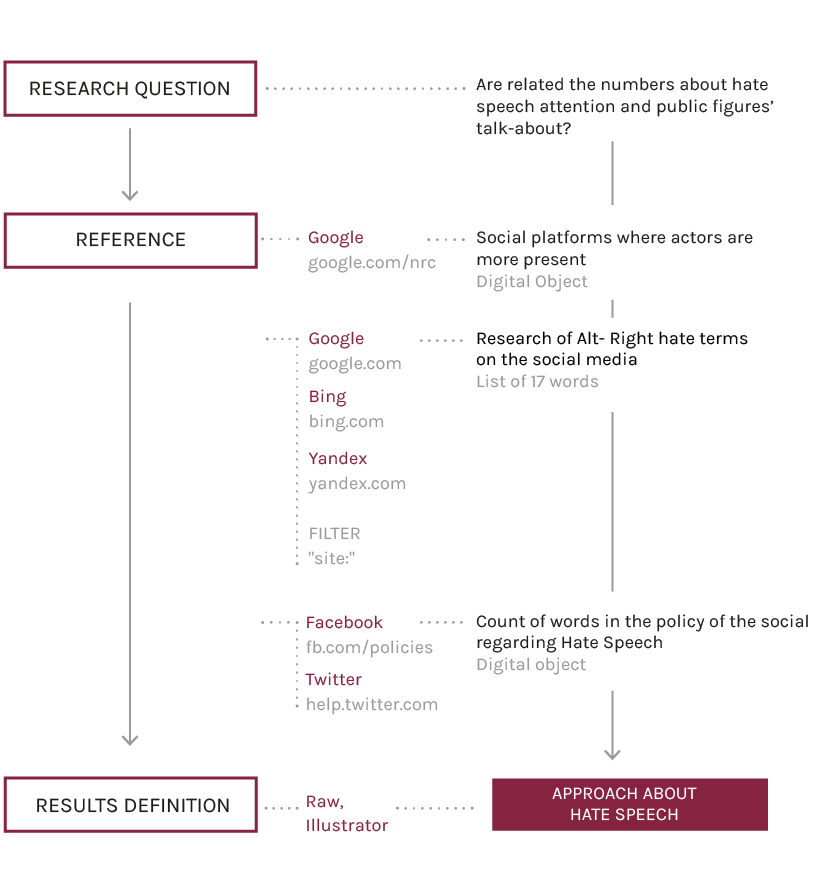 RESEARCH QUESTION
Are related the numbers about hate
speech attention and public figures’
talk-about?
REFERENCE
Google
google.com/nrc
Social platforms where actors are
more present
Digital Object
Google
google.com
Bing
bing.com
Yandex
yandex.com
FILTER
"site:"
Research of Alt- Right hate terms
on the social media
List of 17 words
Facebook
fb.com/policies
Twitter
help.twitter.com
Count of words in the policy of the social
regarding Hate Speech
Digital object
RESULTS DEFINITION
Raw,
Illustrator
APPROACH ABOUT
HATE SPEECH